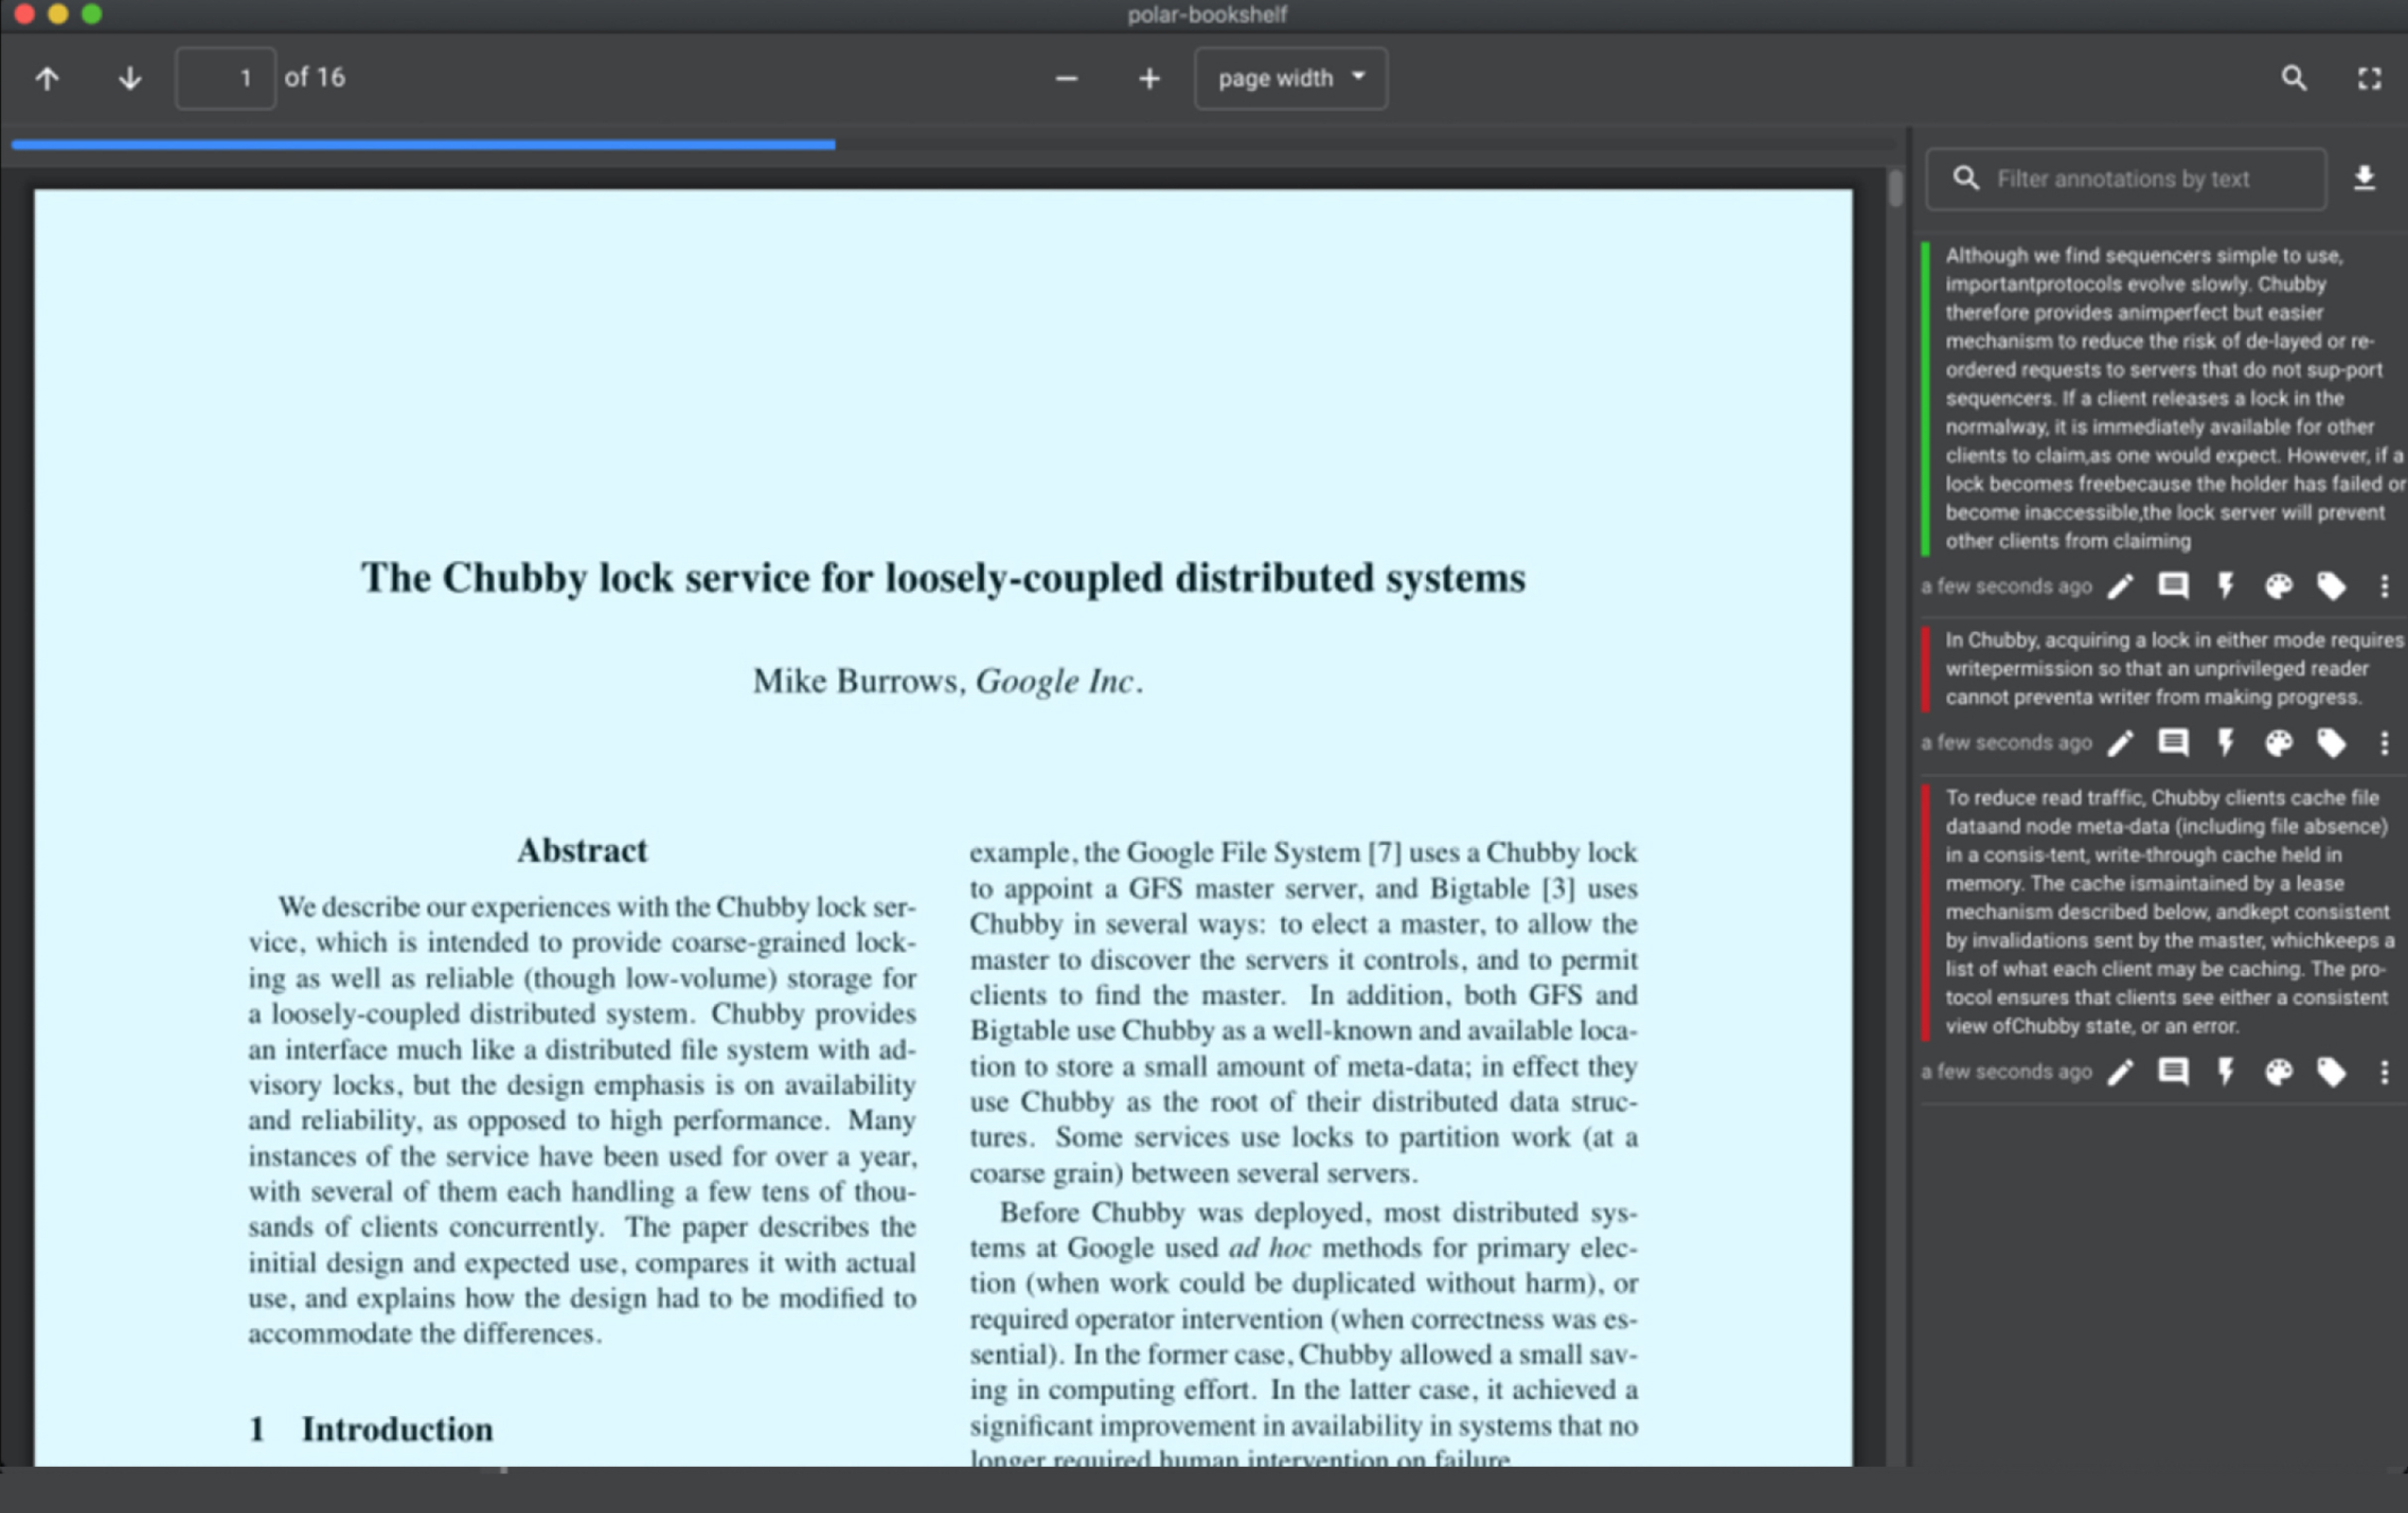 polar-bookshelf
1 of 16
page width
The Chubby lock service for loosely-coupled distributed systems
Mike Burrows, Google Inc.
Abstract
We describe our experiences with the Chubby lock ser-
vice, which is intended to provide coarse-grained lock-
ing as well as reliable (though low-volume) storage for
a loosely-coupled distributed system. Chubby provides
an interface much like a distributed file system with ad-
visory locks, but the design emphasis is on availability
and reliability, as opposed to high performance. Many
instances of the service have been used for over a year,
with several of them each handling a few tens of thou-
sands of clients concurrently. The paper describes the
initial design and expected use, compares it with actual
use, and explains how the design had to be modified to
accommodate the differences.
1 Introduction
example, the Google File System [7] uses a Chubby lock
to appoint a GFS master server, and Bigtable [3] uses
Chubby in several ways: to elect a master, to allow the
master to discover the servers it controls, and to permit
clients to find the master. In addition, both GFS and
Bigtable use Chubby as a well-known and available loca-
tion to store a small amount of meta-data; in effect they
use Chubby as the root of their distributed data struc-
tures. Some services use locks to partition work (at a
coarse grain) between several servers.
Before Chubby was deployed, most distributed sys-
tems at Google used ad hoc methods for primary elec-
tion (when work could be duplicated without harm), or
required operator intervention (when correctness was es-
sential). In the former case, Chubby allowed a small sav-
ing in computing effort. In the latter case, it achieved a
significant improvement in availability in systems that no
longer required human intervention on failure
Filter annotations by text
Although we find sequencers simple to use,
importantprotocols evolve slowly. Chubby
therefore provides animperfect but easier
mechanism to reduce the risk of de-layed or re-
ordered requests to servers that do not sup-port
sequencers. If a client releases a lock in the
normalway, it is immediately available for other
clients to claim,as one would expect. However, if a
lock becomes freebecause the holder has failed or
become inaccessible,the lock server will prevent
other clients from claiming
a few seconds ago
In Chubby, acquiring a lock in either mode requires
writepermission so that an unprivileged reader
cannot preventa writer from making progress.
a few seconds ago
To reduce read traffic, Chubby clients cache file
dataand node meta-data (including file absence)
in a consis-tent, write-through cache held in
memory. The cache ismaintained by a lease
mechanism described below, andkept consistent
by invalidations sent by the master, whichkeeps a
list of what each client may be caching. The pro-
tocol ensures that clients see either a consistent
view ofChubby state, or an error.
a few seconds ago